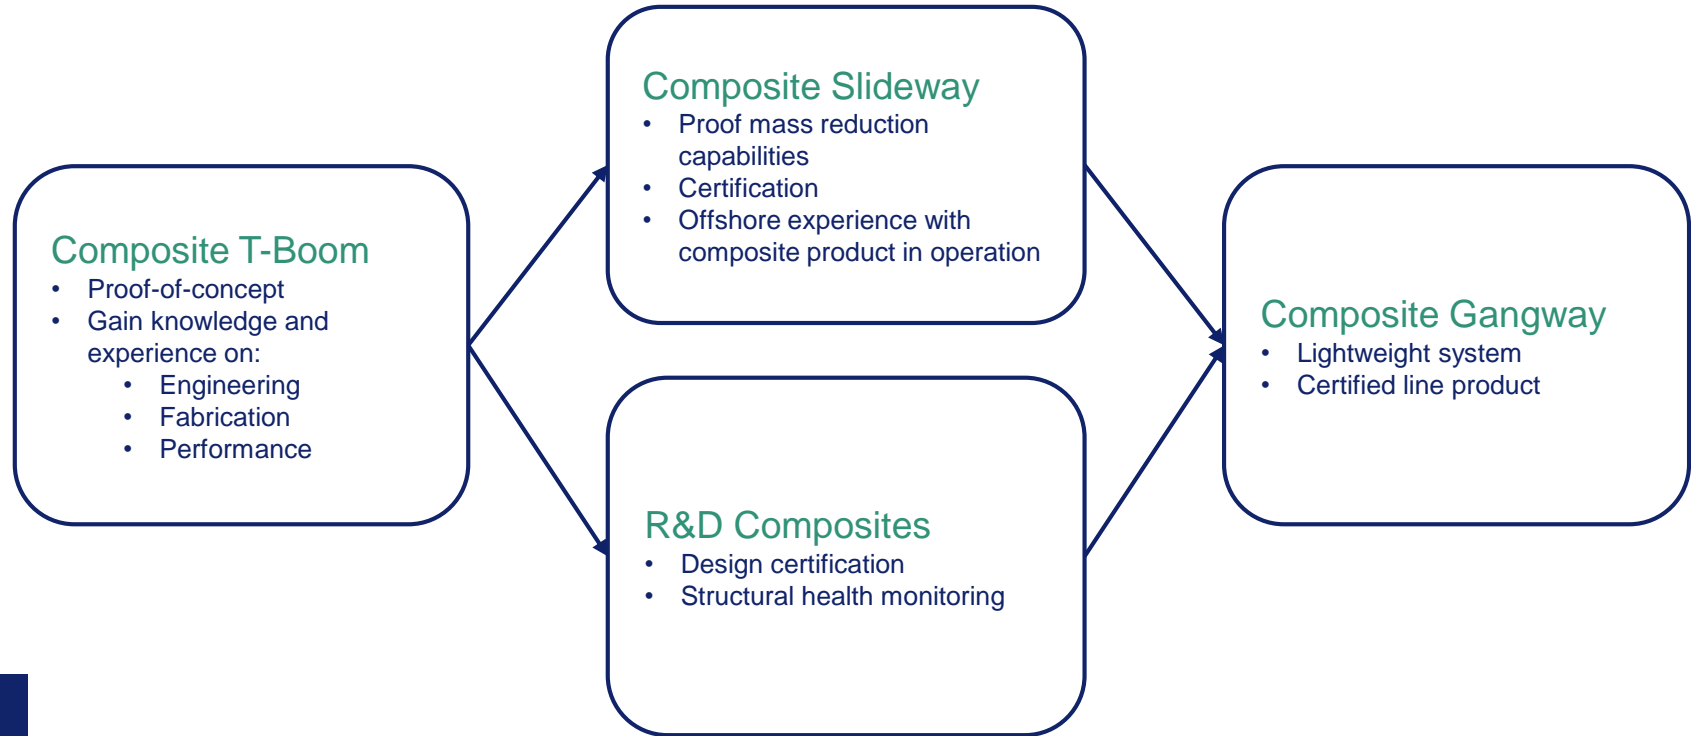 Composite T-Boom
• Proof-of-concept
• Gain knowledge and
experience on:
• Engineering
• Fabrication
• Performance
Composite Slideway
• Proof mass reduction
capabilities
• Certification
• Offshore experience with
composite product in operation
R&D Composites
• Design certification
• Structural health monitoring
Composite Gangway
• Lightweight system
• Certified line product